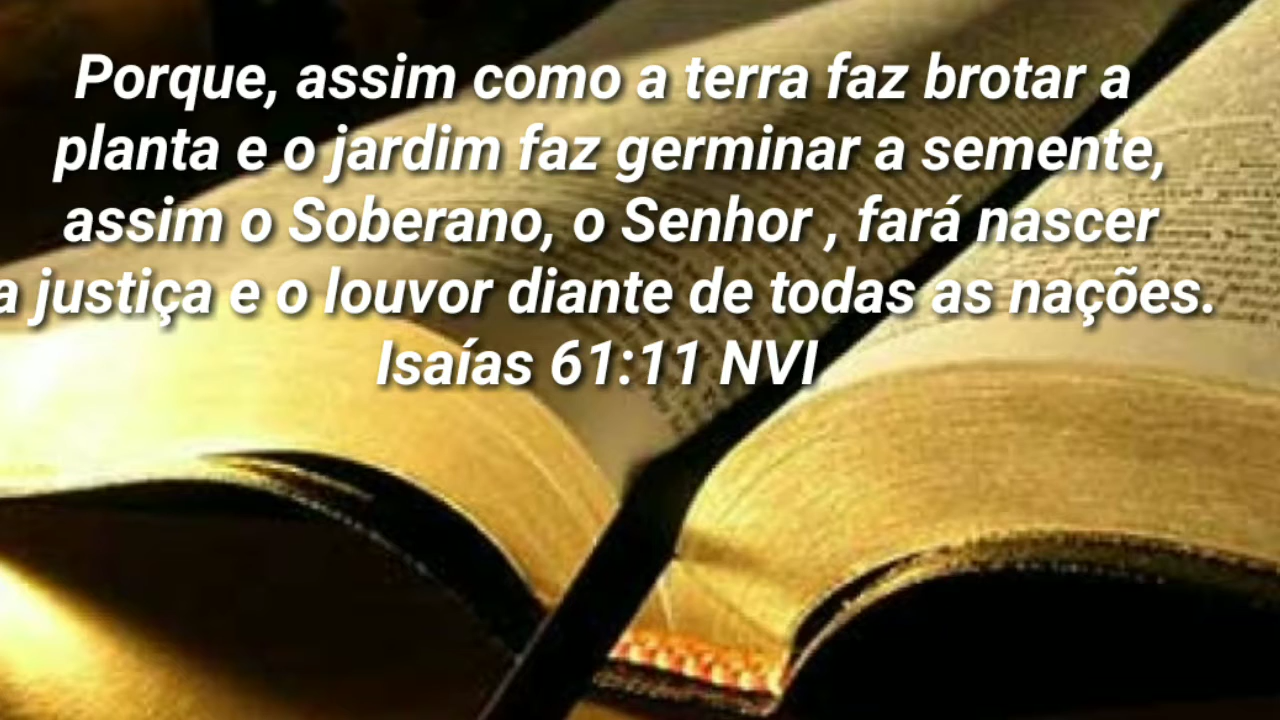 Porque, assim como a terra faz brotar a
planta e o jardim faz germinar a semente,
assim o Soberano, o Senhor , fará nascer
a justiça e o louvor diante de todas as nações.
Isaías 61:11 NVI